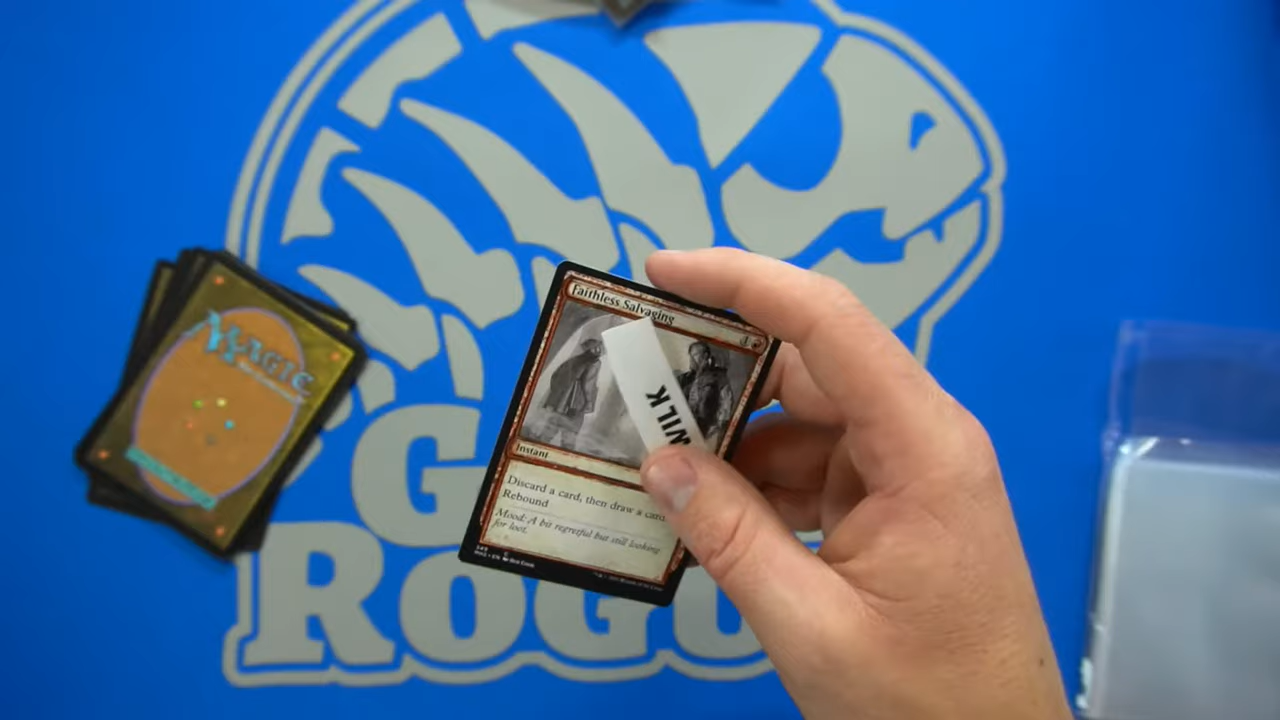 Faithless Salvaging
WILK
Instant
Discard a card, then draw a card.
Rebound
Mood: A bit regretful but still looking
for loot.
MAGIC
ROGU